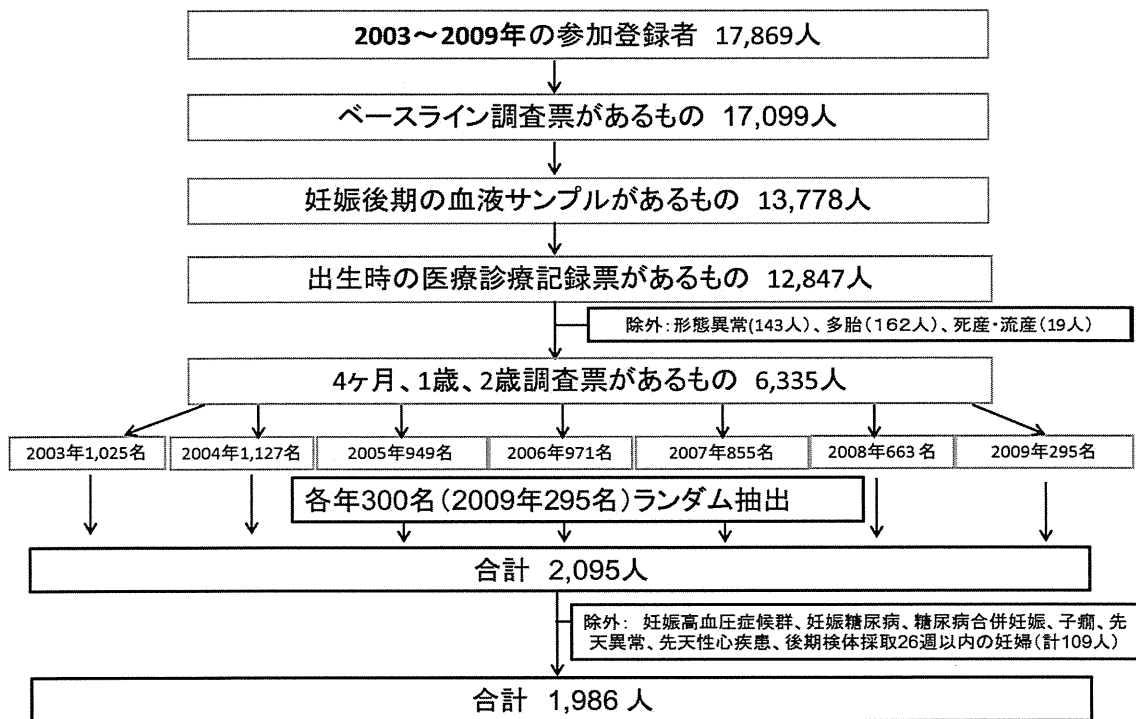 2003～2009年の参加登録者 17,869人
ベースライン調査票があるもの 17,099人
妊娠後期の血液サンプルがあるもの 13,778人
出生時の医療診療記録票があるもの 12,847人
除外：形態異常(143人)、多胎（１６２人）、死産・流産（19人）
4ヶ月、1歳、2歳調査票があるもの 6,335人
2003年1,025名
2004年1,127名
2005年949名
2006年971名
2007年855名
2008年663 名
2009年295名
各年300名（2009年295名）ランダム抽出
合計 2,095人
除外： 妊娠高血圧症候群、妊娠糖尿病、糖尿病合併妊娠、子癇、先
天異常、先天性心疾患、後期検体採取26週以内の妊婦（計109人）
合計 1,986 人